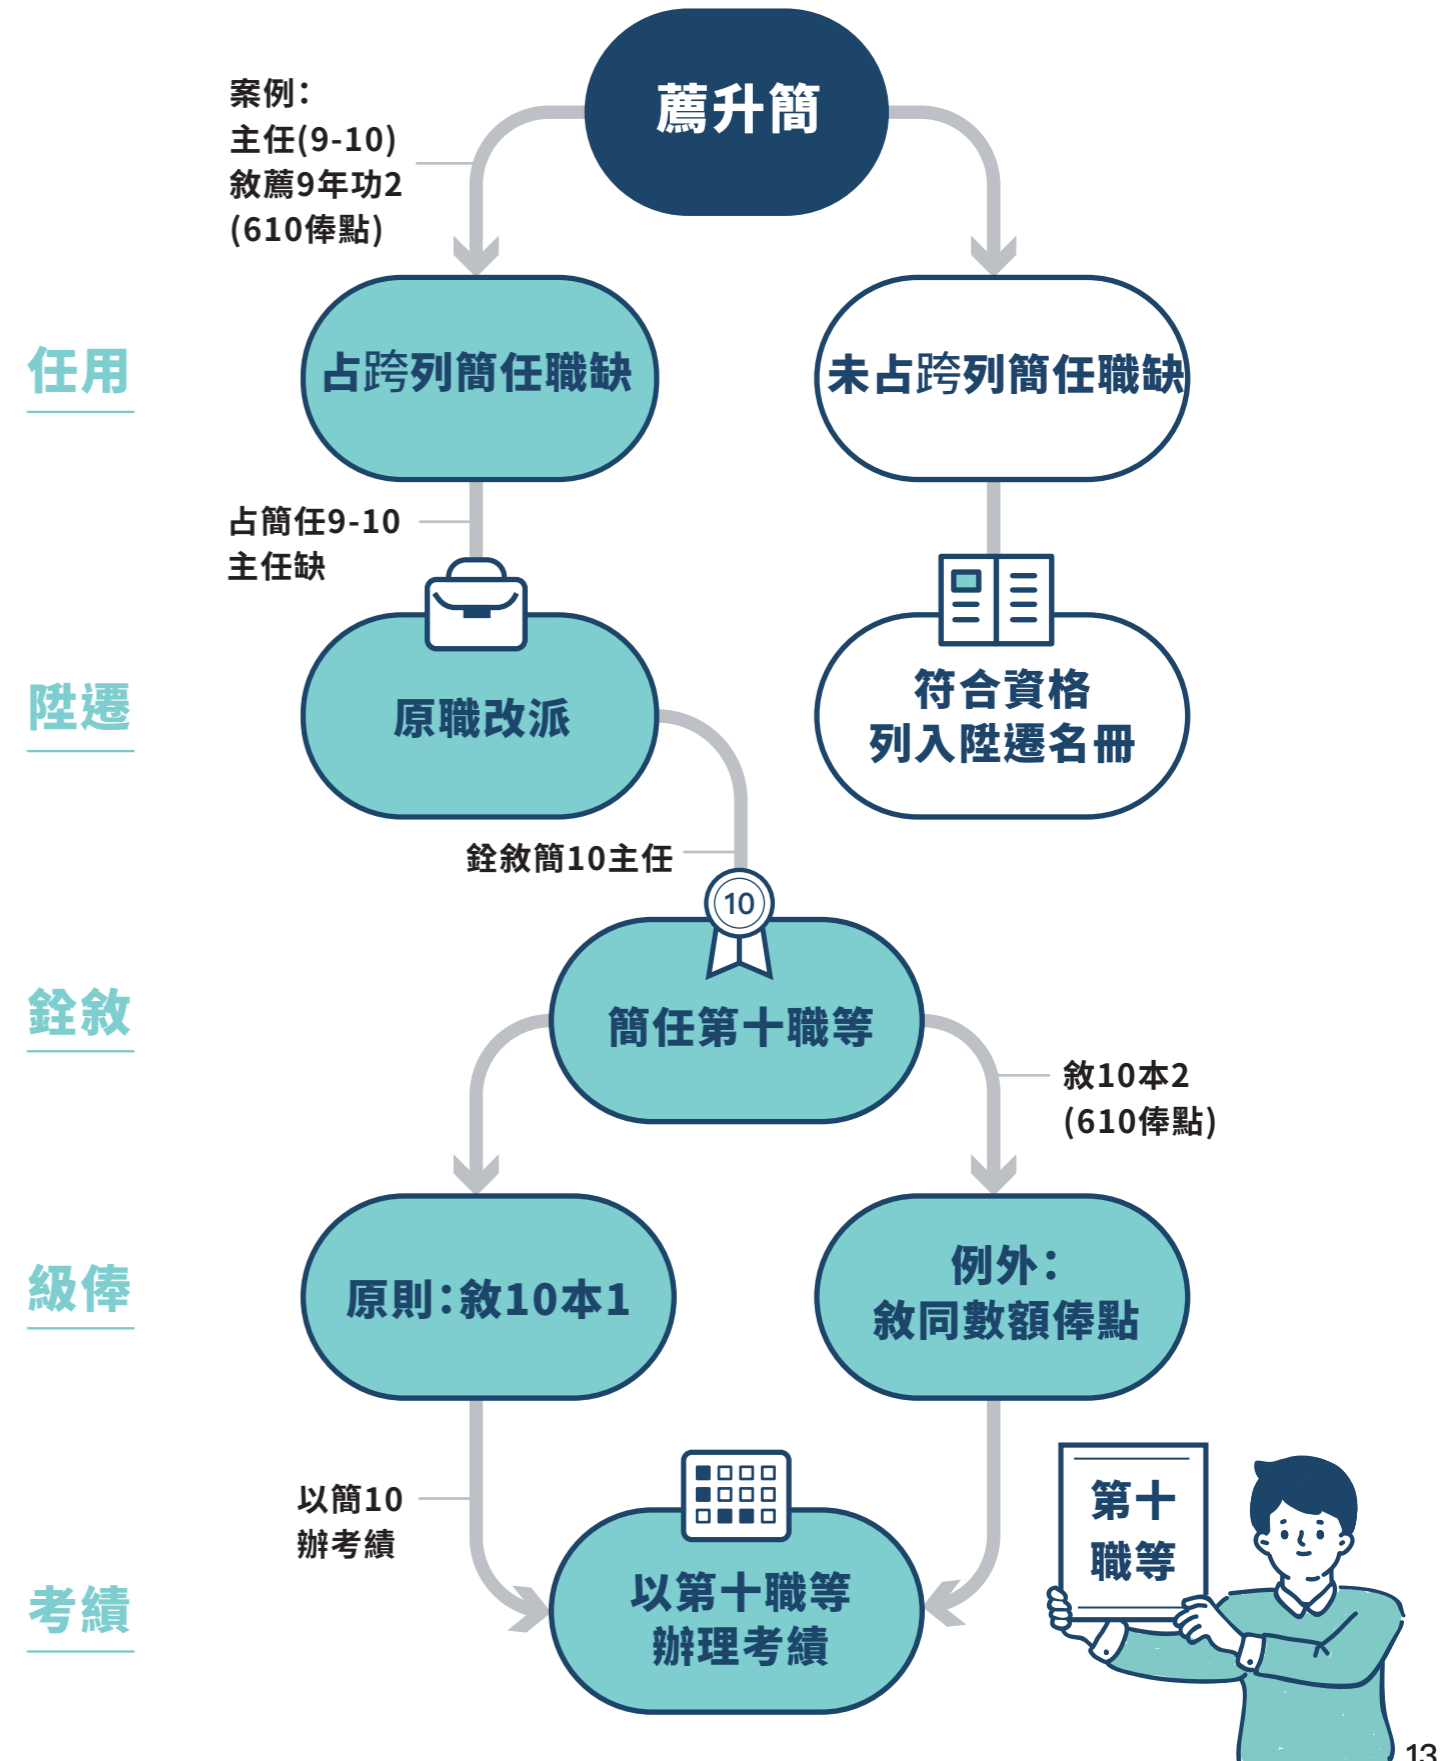 薦升簡
案例：
主任(9-10)
敘薦9年功2
(610俸點)
任用
占跨列簡任職缺
未占跨列簡任職缺
占簡任9-10
主任缺
陞遷
原職改派
符合資格
列入陞遷名冊
銓敘簡10主任
10
銓敘
簡任第十職等
敘10本2
(610俸點)
級俸
原則：敘10本1
例外：
敘同數額俸點
以簡10
辦考績
考績
以第十職等
辦理考績
第十
職等
13